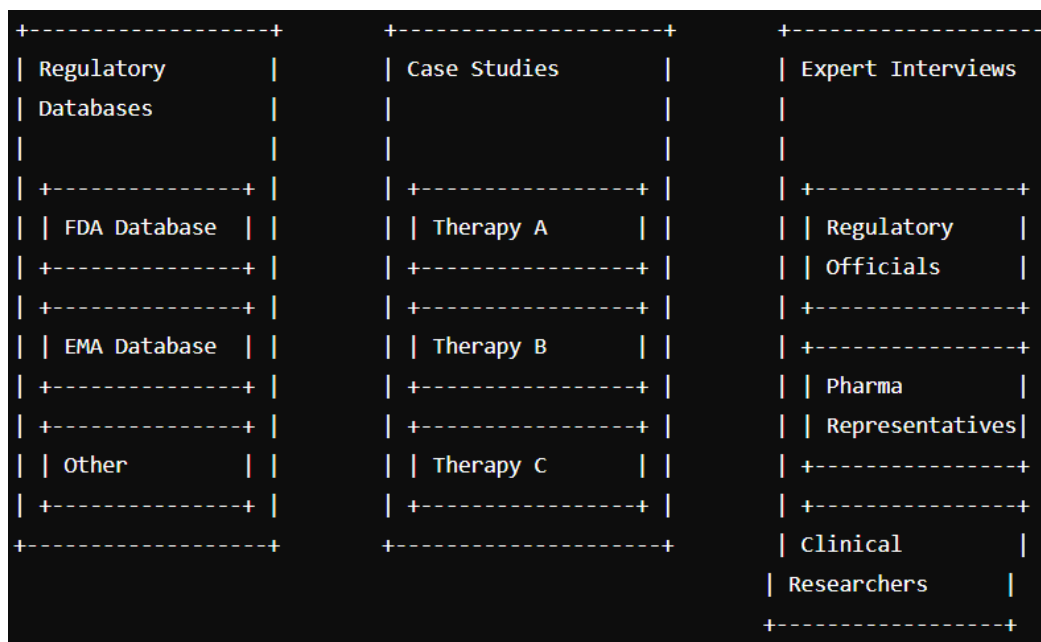 Regulatory
Databases
FDA Database
EMA Database
Other
Case Studies
Therapy A
Therapy B
Therapy C
Expert Interviews
Regulatory
Officials
Pharma
Representatives
Clinical
Researchers